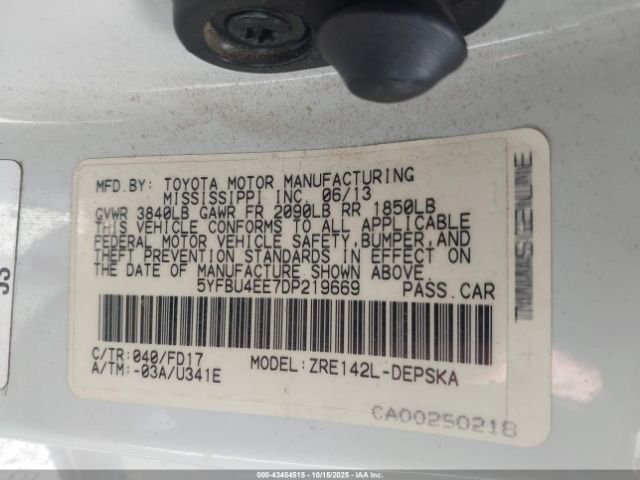 MFD.BY: TOYOTA MOTOR MANUFACTURING
MISSISSIPPI INC. 06/13
GVWR 3840LB GAWR FR 2090LB RR 1850LB
THIS VEHICLE CONFORMS TO ALL APPLICABLE
FEDERAL MOTOR VEHICLE SAFETY, BUMPER, AND
THEFT PREVENTION STANDARDS IN EFFECT ON
THE DATE OF MANUFACTURE SHOWN ABOVE.
5YFBU4EE7DP219669 PASS.CAR
C/TR:040/FD17 MODEL:ZRE142L-DEPSKA
A/TM:-03A/U341E
CA00250218
000-43454515 | 10/15/2025 | Copyright © IAA, LLC